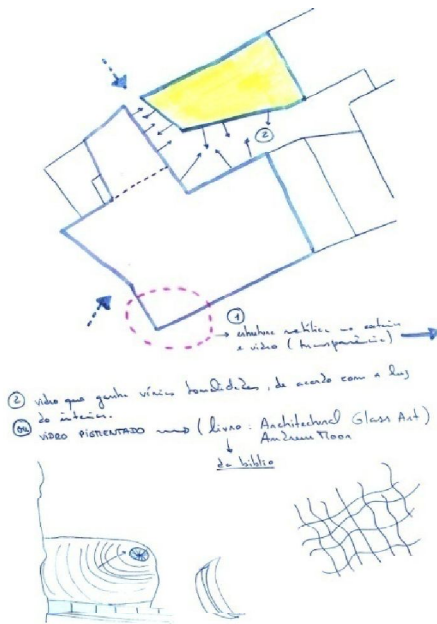 ②
①
→ estrutura metálica no exterior
e vidro (transparência)
② vidro que ganha várias tonalidades, de acordo com a luz
do interior.
(ou) VIDRO PIGMENTADO (livro: Architectural Glass Art)
Andrew Moor
da biblio